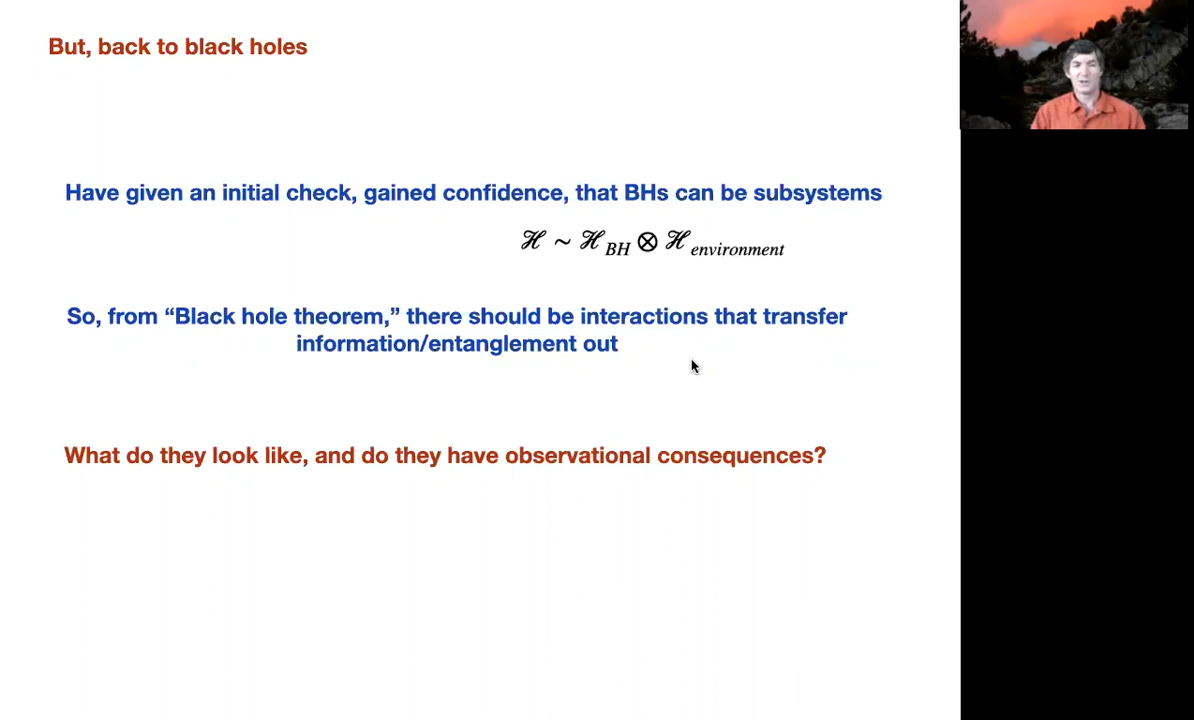 But, back to black holes
Have given an initial check, gained confidence, that BHs can be subsystems
ℋ ~ ℋ_BH ⊗ ℋ_environment
So, from “Black hole theorem,” there should be interactions that transfer
information/entanglement out
What do they look like, and do they have observational consequences?